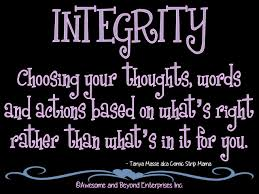 INTEGRITY
Choosing your thoughts, words
and actions based on what's right
rather than what's in it for you.
- Tanya Masse aka Comic Strip Mama
©Awesome and Beyond Enterprises Inc.